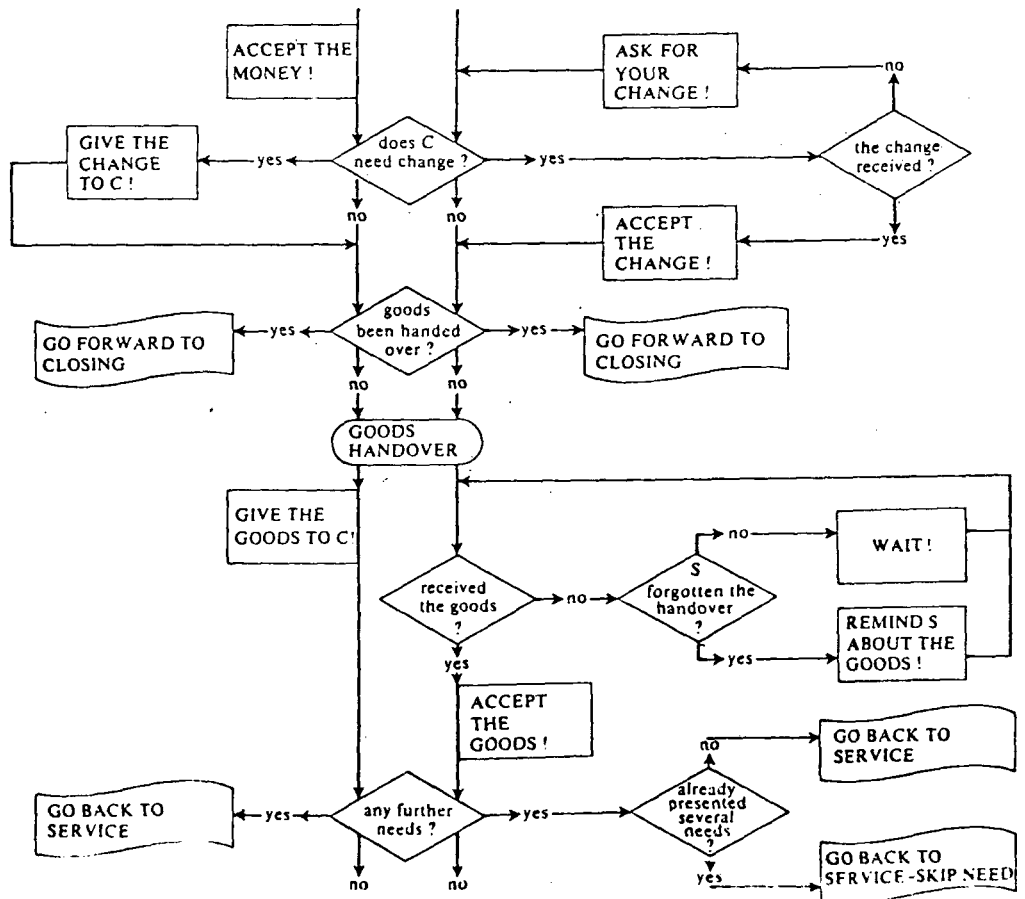 ACCEPT THE
MONEY !
ASK FOR
YOUR
CHANGE !
no
GIVE THE
CHANGE
TO C !
yes
does C
need change ?
yes
the change
received ?
no
no
ACCEPT
THE
CHANGE !
yes
GO FORWARD TO
CLOSING
yes
goods
been handed
over ?
yes
GO FORWARD TO
CLOSING
no
no
GOODS
HANDOVER
GIVE THE
GOODS TO C!
received
the goods
?
no
S
forgotten the
handover
?
no
WAIT !
yes
REMIND S
ABOUT THE
GOODS !
yes
ACCEPT
THE
GOODS !
GO BACK TO
SERVICE
yes
any further
needs ?
yes
already
presented
several
needs
?
no
GO BACK TO
SERVICE
yes
GO BACK TO
SERVICE-SKIP NEED
no
no